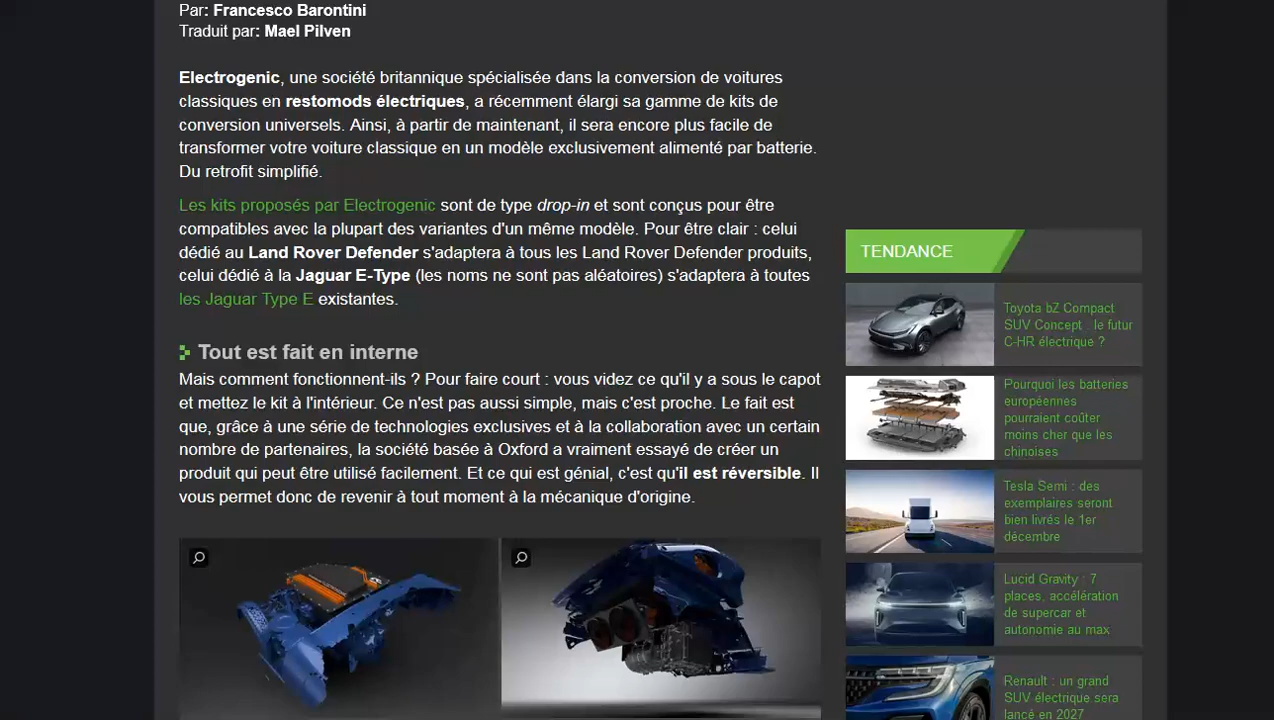 Par: Francesco Barontini
Traduit par: Mael Pilven
Electrogenic, une société britannique spécialisée dans la conversion de voitures
classiques en restomods électriques, a récemment élargi sa gamme de kits de
conversion universels. Ainsi, à partir de maintenant, il sera encore plus facile de
transformer votre voiture classique en un modèle exclusivement alimenté par batterie.
Du retrofit simplifié.
Les kits proposés par Electrogenic sont de type drop-in et sont conçus pour être
compatibles avec la plupart des variantes d'un même modèle. Pour être clair : celui
dédié au Land Rover Defender s'adaptera à tous les Land Rover Defender produits,
celui dédié à la Jaguar E-Type (les noms ne sont pas aléatoires) s'adaptera à toutes
les Jaguar Type E existantes.
Tout est fait en interne
Mais comment fonctionnent-ils ? Pour faire court : vous videz ce qu'il y a sous le capot
et mettez le kit à l'intérieur. Ce n'est pas aussi simple, mais c'est proche. Le fait est
que, grâce à une série de technologies exclusives et à la collaboration avec un certain
nombre de partenaires, la société basée à Oxford a vraiment essayé de créer un
produit qui peut être utilisé facilement. Et ce qui est génial, c'est qu'il est réversible. Il
vous permet donc de revenir à tout moment à la mécanique d'origine.
TENDANCE
Toyota bZ Compact
SUV Concept : le futur
C-HR électrique ?
Pourquoi les batteries
européennes
pourraient coûter
moins cher que les
chinoises
Tesla Semi : des
exemplaires seront
bien livrés le 1er
décembre
Lucid Gravity : 7
places, accélération
de supercar et
autonomie au max
Renault : un grand
SUV électrique sera
lancé en 2027